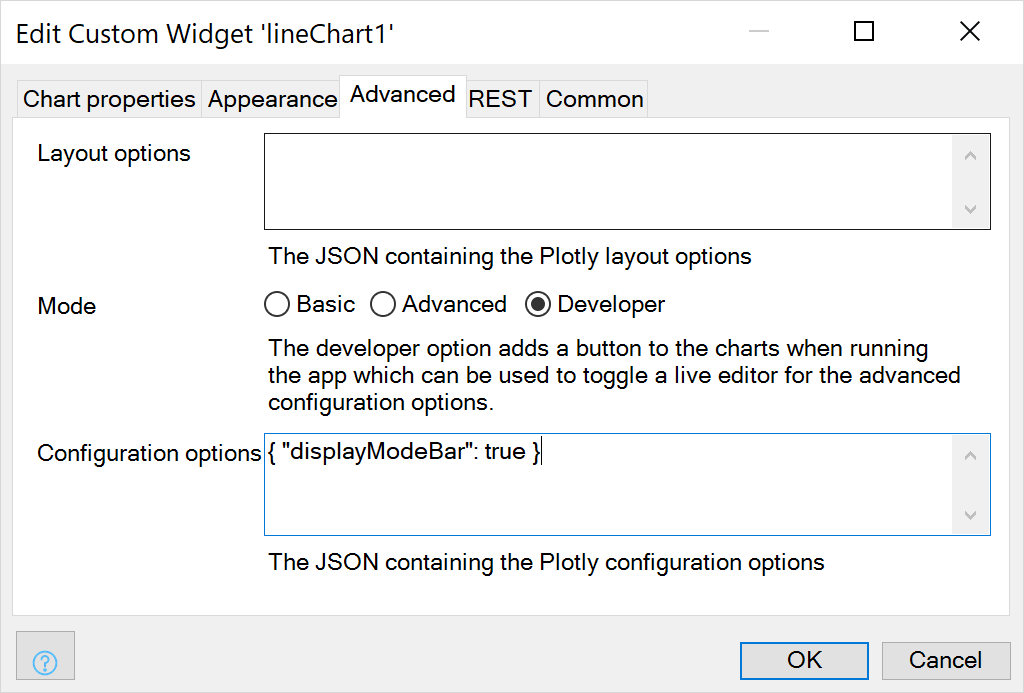 Edit Custom Widget 'lineChart1'
Chart properties Appearance Advanced REST Common
Layout options
The JSON containing the Plotly layout options
Mode Basic Advanced Developer
The developer option adds a button to the charts when running
the app which can be used to toggle a live editor for the advanced
configuration options.
Configuration options { "displayModeBar": true }
The JSON containing the Plotly configuration options
? OK Cancel